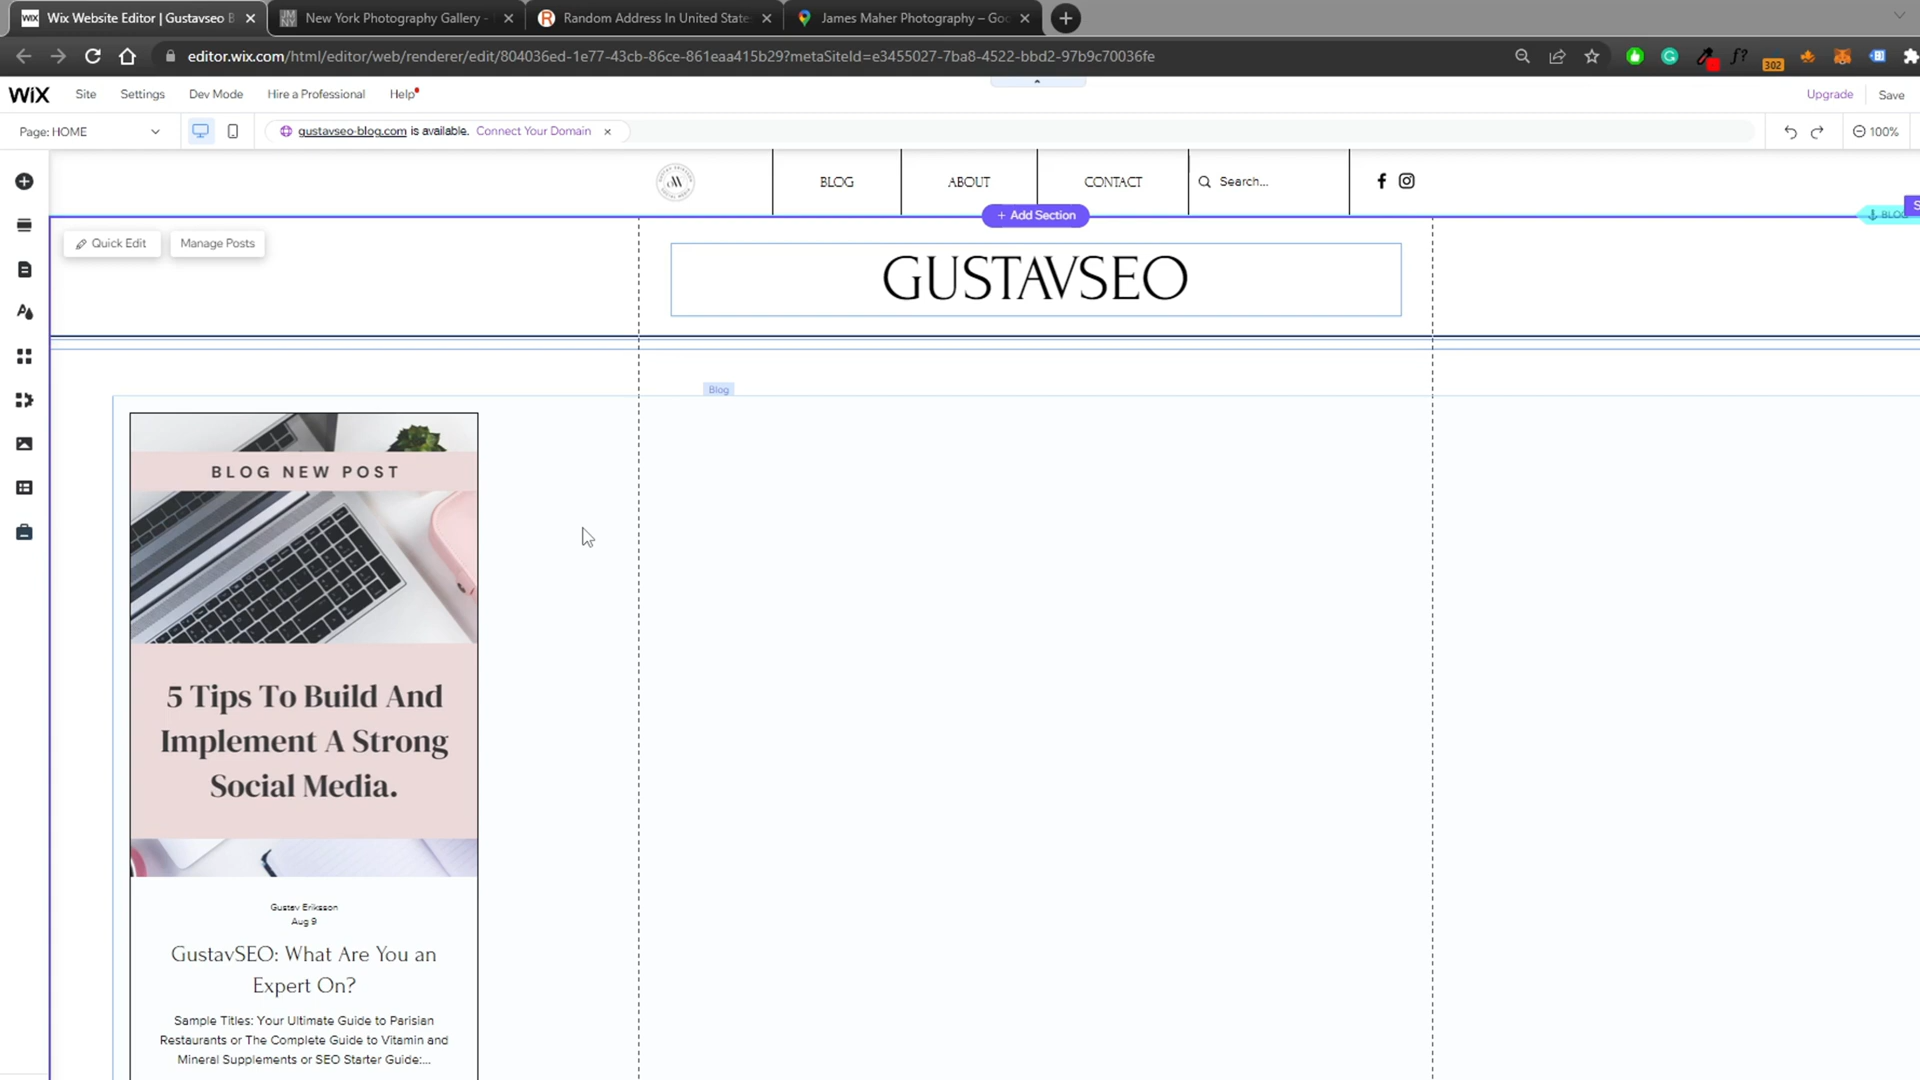 Wix Website Editor | Gustavseo B
New York Photography Gallery -
Random Address In United State
James Maher Photography – Goo
editor.wix.com/html/editor/web/renderer/edit/804036ed-1e77-43cb-86ce-861eaa415b29?metaSiteId=e3455027-7ba8-4522-bbd2-97b9c70036fe
302
WiX Site Settings Dev Mode Hire a Professional Help Upgrade Save
Page: HOME gustavseo-blog.com is available. Connect Your Domain 100%
BLOG ABOUT CONTACT Search...
+ Add Section
BLOG
Quick Edit Manage Posts
GUSTAVSEO
Blog
BLOG NEW POST
5 Tips To Build And
Implement A Strong
Social Media.
Gustav Eriksson
Aug 9
GustavSEO: What Are You an
Expert On?
Sample Titles: Your Ultimate Guide to Parisian
Restaurants or The Complete Guide to Vitamin and
Mineral Supplements or SEO Starter Guide:...